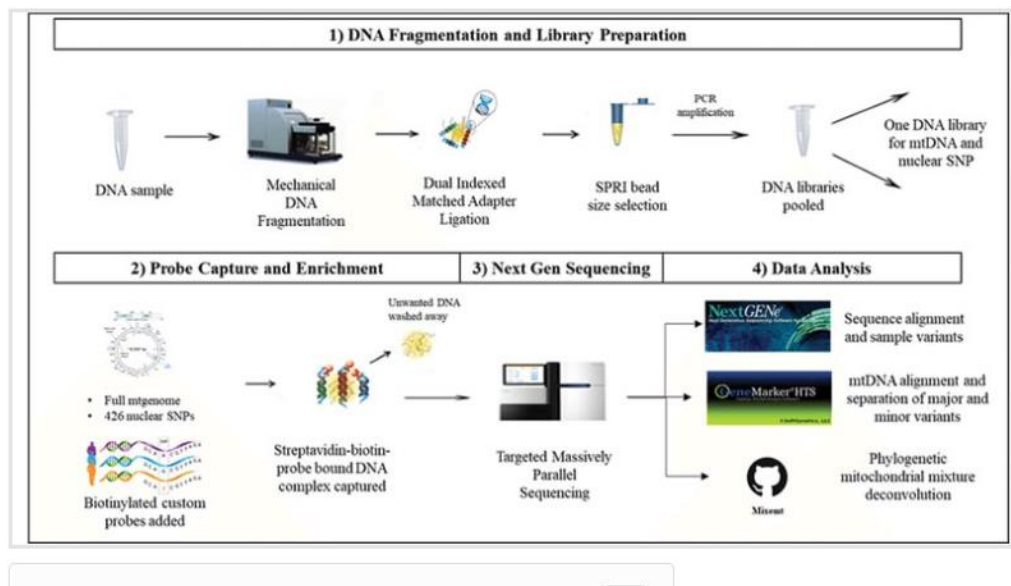 1) DNA Fragmentation and Library Preparation
PCR
amplification
DNA sample
Mechanical
DNA
Fragmentation
Dual Indexed
Matched Adapter
Ligation
SPRI bead
size selection
DNA libraries
pooled
One DNA library
for mtDNA and
nuclear SNP
2) Probe Capture and Enrichment
3) Next Gen Sequencing
4) Data Analysis
• Full mtgenome
• 426 nuclear SNPs
Biotinylated custom
probes added
Unwanted DNA
washed away
Streptavidin-biotin-
probe bound DNA
complex captured
Targeted Massively
Parallel
Sequencing
NextGENe
Sequence alignment
and sample variants
GeneMarker®HTS
mtDNA alignment and
separation of major and
minor variants
Mixemt
Phylogenetic
mitochondrial mixture
deconvolution